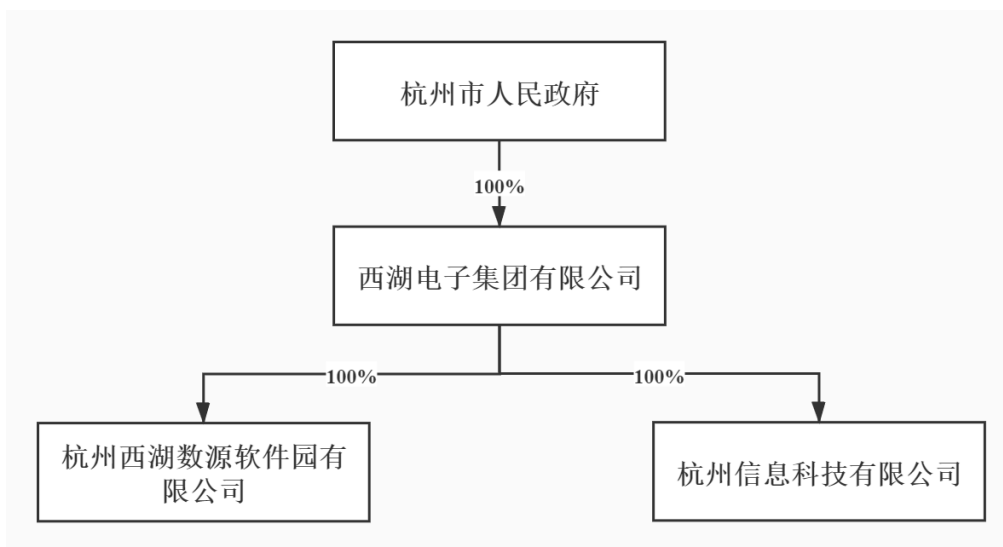 杭州市人民政府
100%
西湖电子集团有限公司
100%
100%
杭州西湖数源软件园有
限公司
杭州信息科技有限公司